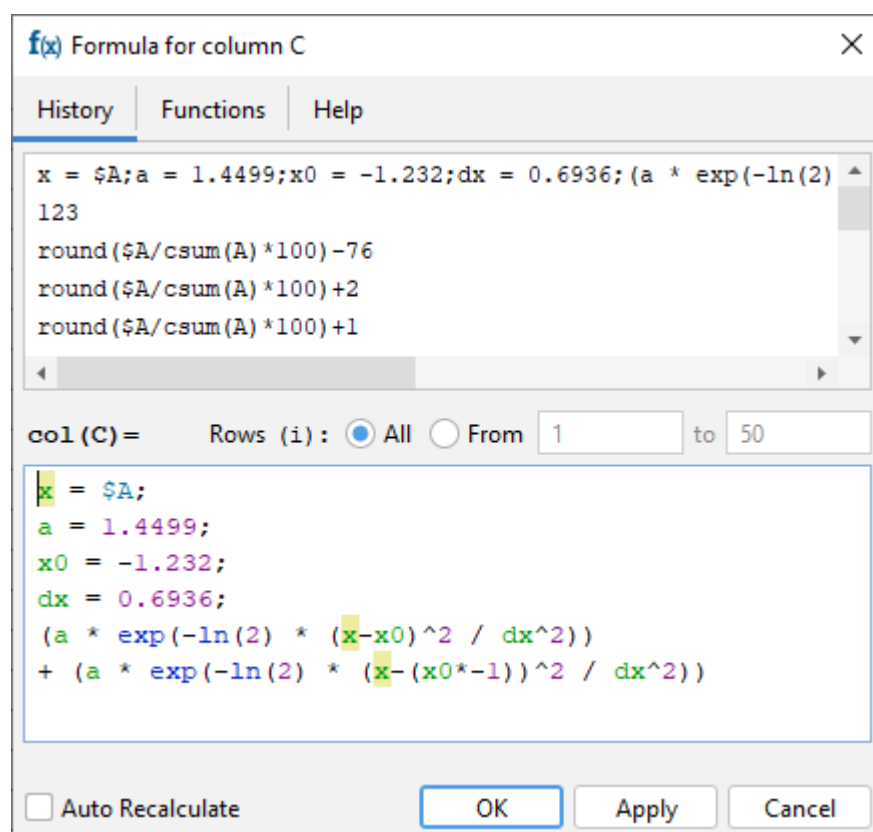 f(x) Formula for column C
History Functions Help
x = $A;a = 1.4499;x0 = -1.232;dx = 0.6936;(a * exp(-ln(2)
123
round($A/csum(A)*100)-76
round($A/csum(A)*100)+2
round($A/csum(A)*100)+1
col(C)= Rows (i): All From 1 to 50
x = $A;
a = 1.4499;
x0 = -1.232;
dx = 0.6936;
(a * exp(-ln(2) * (x-x0)^2 / dx^2))
+ (a * exp(-ln(2) * (x-(x0*-1))^2 / dx^2))
Auto Recalculate OK Apply Cancel